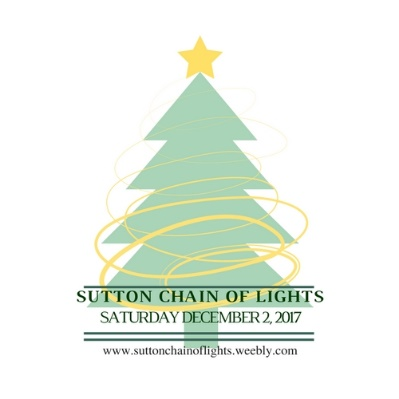 SUTTON CHAIN OF LIGHTS
SATURDAY DECEMBER 2, 2017
www.suttonchainoflights.weebly.com